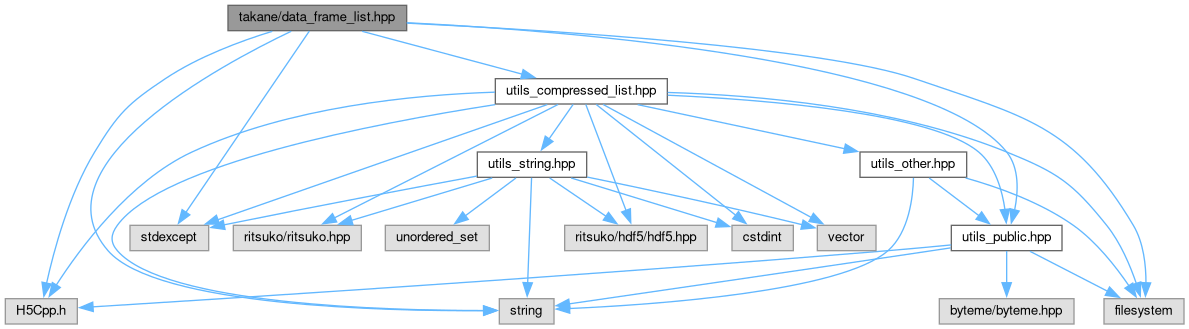 takane/data_frame_list.hpp
utils_compressed_list.hpp
utils_string.hpp
utils_other.hpp
stdexcept
ritsuko/ritsuko.hpp
unordered_set
ritsuko/hdf5/hdf5.hpp
cstdint
vector
utils_public.hpp
H5Cpp.h
string
byteme/byteme.hpp
filesystem